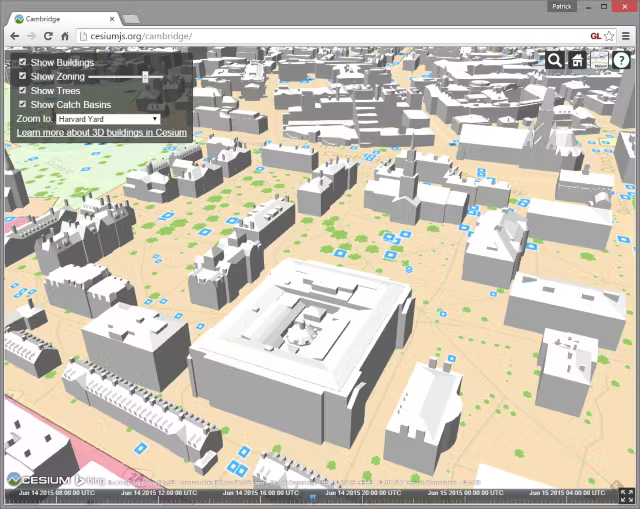 Patrick
Cambridge
cesiumjs.org/cambridge/
GL
Show Buildings
Show Zoning
Show Trees
Show Catch Basins
Zoom to: Harvard Yard
Learn more about 3D buildings in Cesium
CESIUM bing
Jun 14 2015 08:00:00 UTC Jun 14 2015 12:00:00 UTC Jun 14 2015 16:00:00 UTC Jun 14 2015 20:00:00 UTC Jun 15 2015 00:00:00 UTC Jun 15 2015 04:00:00 UTC